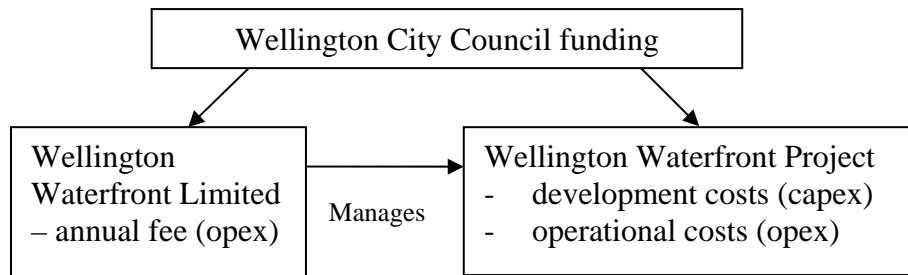 Wellington City Council funding
Wellington
Waterfront Limited
– annual fee (opex)
Manages
Wellington Waterfront Project
- development costs (capex)
- operational costs (opex)